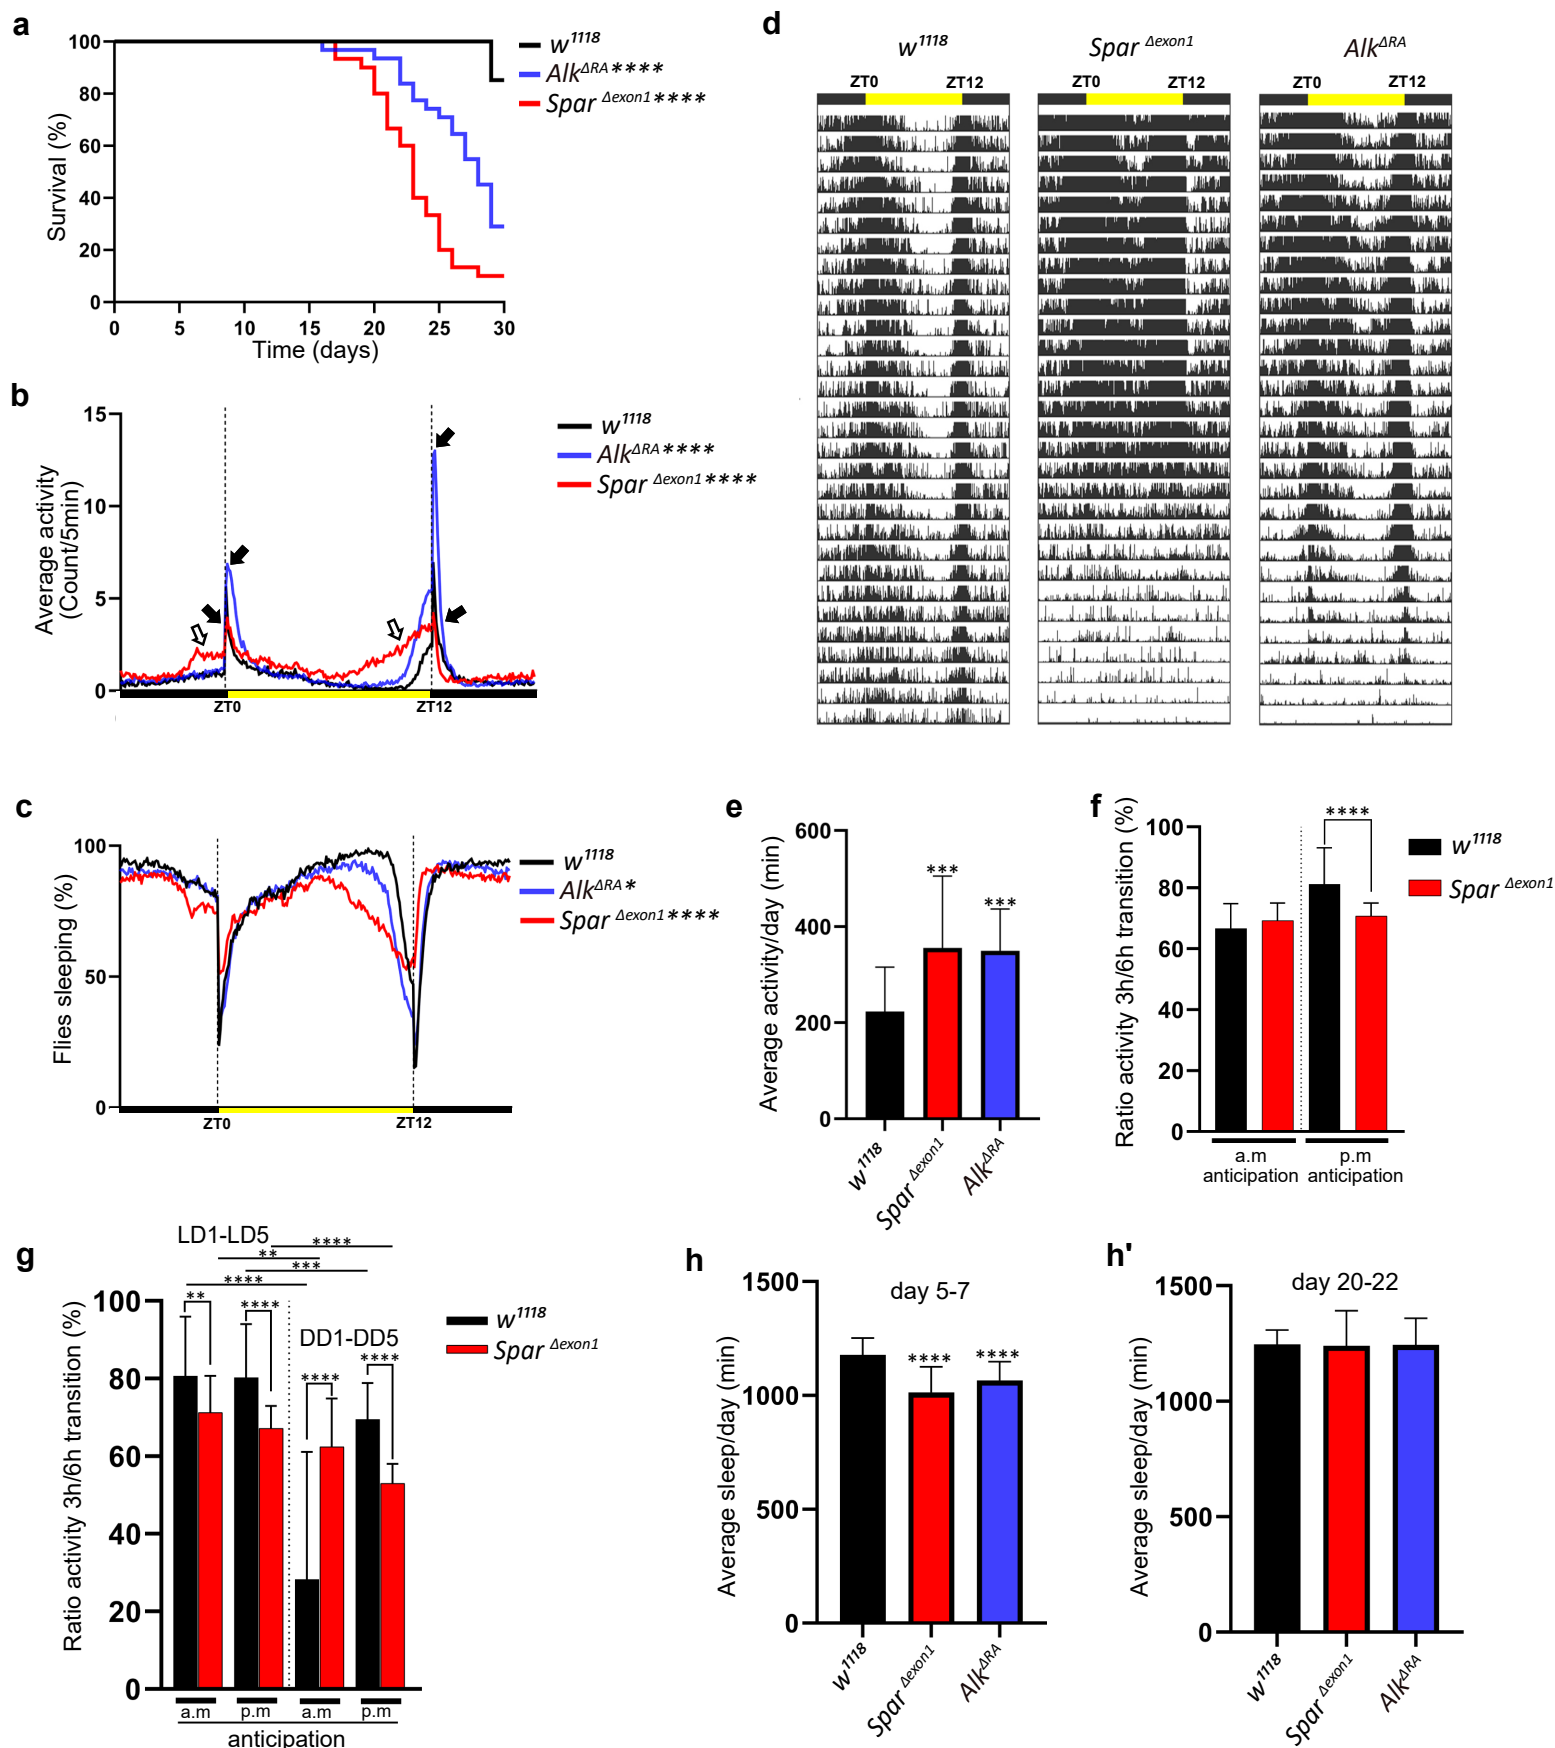 a
w1118
AlkΔRA****
Spar Δexon1****
Survival (%)
100
80
60
40
20
0
0 5 10 15 20 25 30
Time (days)
b
w1118
AlkΔRA****
Spar Δexon1****
Average activity
(Count/5min)
15
10
5
0
ZT0 ZT12
c
w1118
AlkΔRA*
Spar Δexon1****
Flies sleeping (%)
100
50
0
ZT0 ZT12
d
w1118 Spar Δexon1 AlkΔRA
ZT0 ZT12 ZT0 ZT12 ZT0 ZT12
e
Average activity/day (min)
600
400
200
0
*** ***
w1118 Spar Δexon1 AlkΔRA
f
Ratio activity 3h/6h transition (%)
100
80
60
40
20
0
****
w1118
Spar Δexon1
a.m p.m
anticipation anticipation
g
LD1-LD5
****
**
***
****
** ****
DD1-DD5
**** ****
w1118
Spar Δexon1
Ratio activity 3h/6h transition (%)
100
80
60
40
20
0
a.m p.m a.m p.m
anticipation
h
day 5-7
Average sleep/day (min)
1500
1000
500
0
**** ****
w1118 Spar Δexon1 AlkΔRA
h'
day 20-22
Average sleep/day (min)
1500
1000
500
0
w1118 Spar Δexon1 AlkΔRA